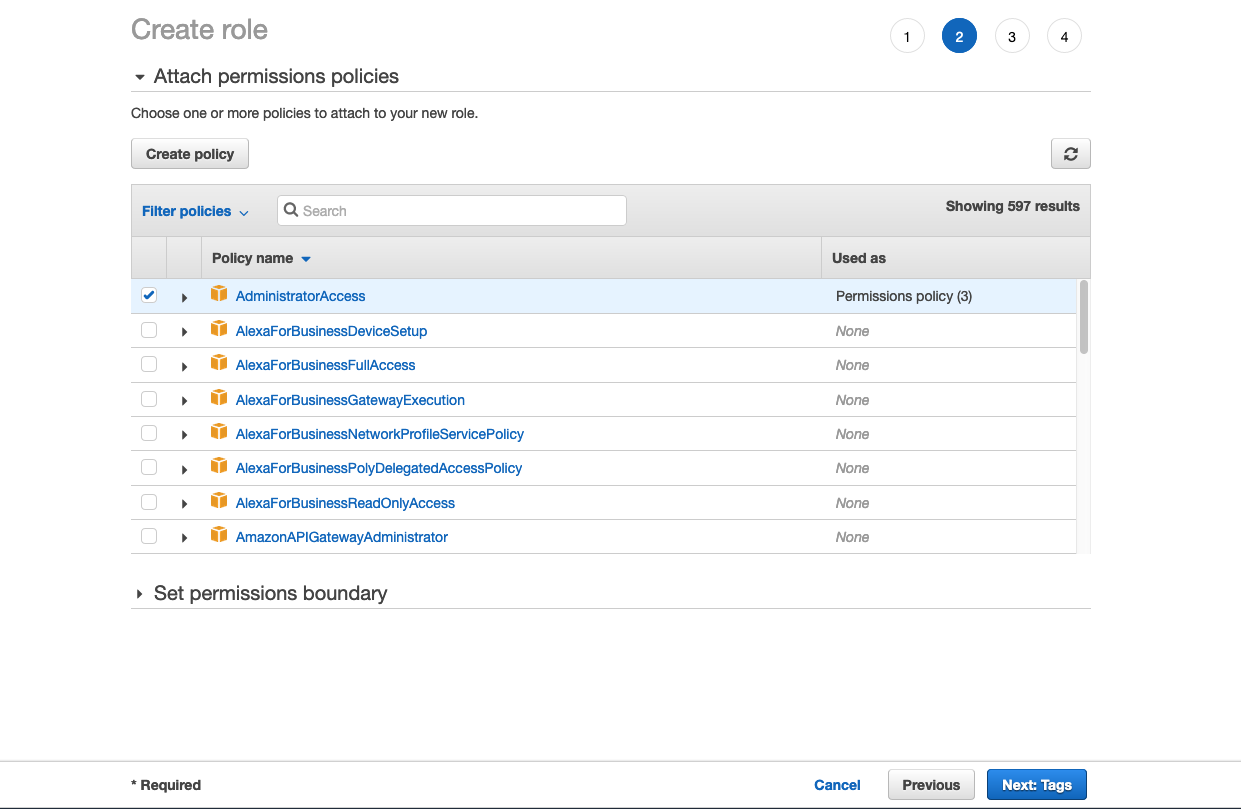 Create role
1 2 3 4
Attach permissions policies
Choose one or more policies to attach to your new role.
Create policy
Filter policies Search Showing 597 results
Policy name Used as
AdministratorAccess Permissions policy (3)
AlexaForBusinessDeviceSetup None
AlexaForBusinessFullAccess None
AlexaForBusinessGatewayExecution None
AlexaForBusinessNetworkProfileServicePolicy None
AlexaForBusinessPolyDelegatedAccessPolicy None
AlexaForBusinessReadOnlyAccess None
AmazonAPIGatewayAdministrator None
Set permissions boundary
* Required Cancel Previous Next: Tags